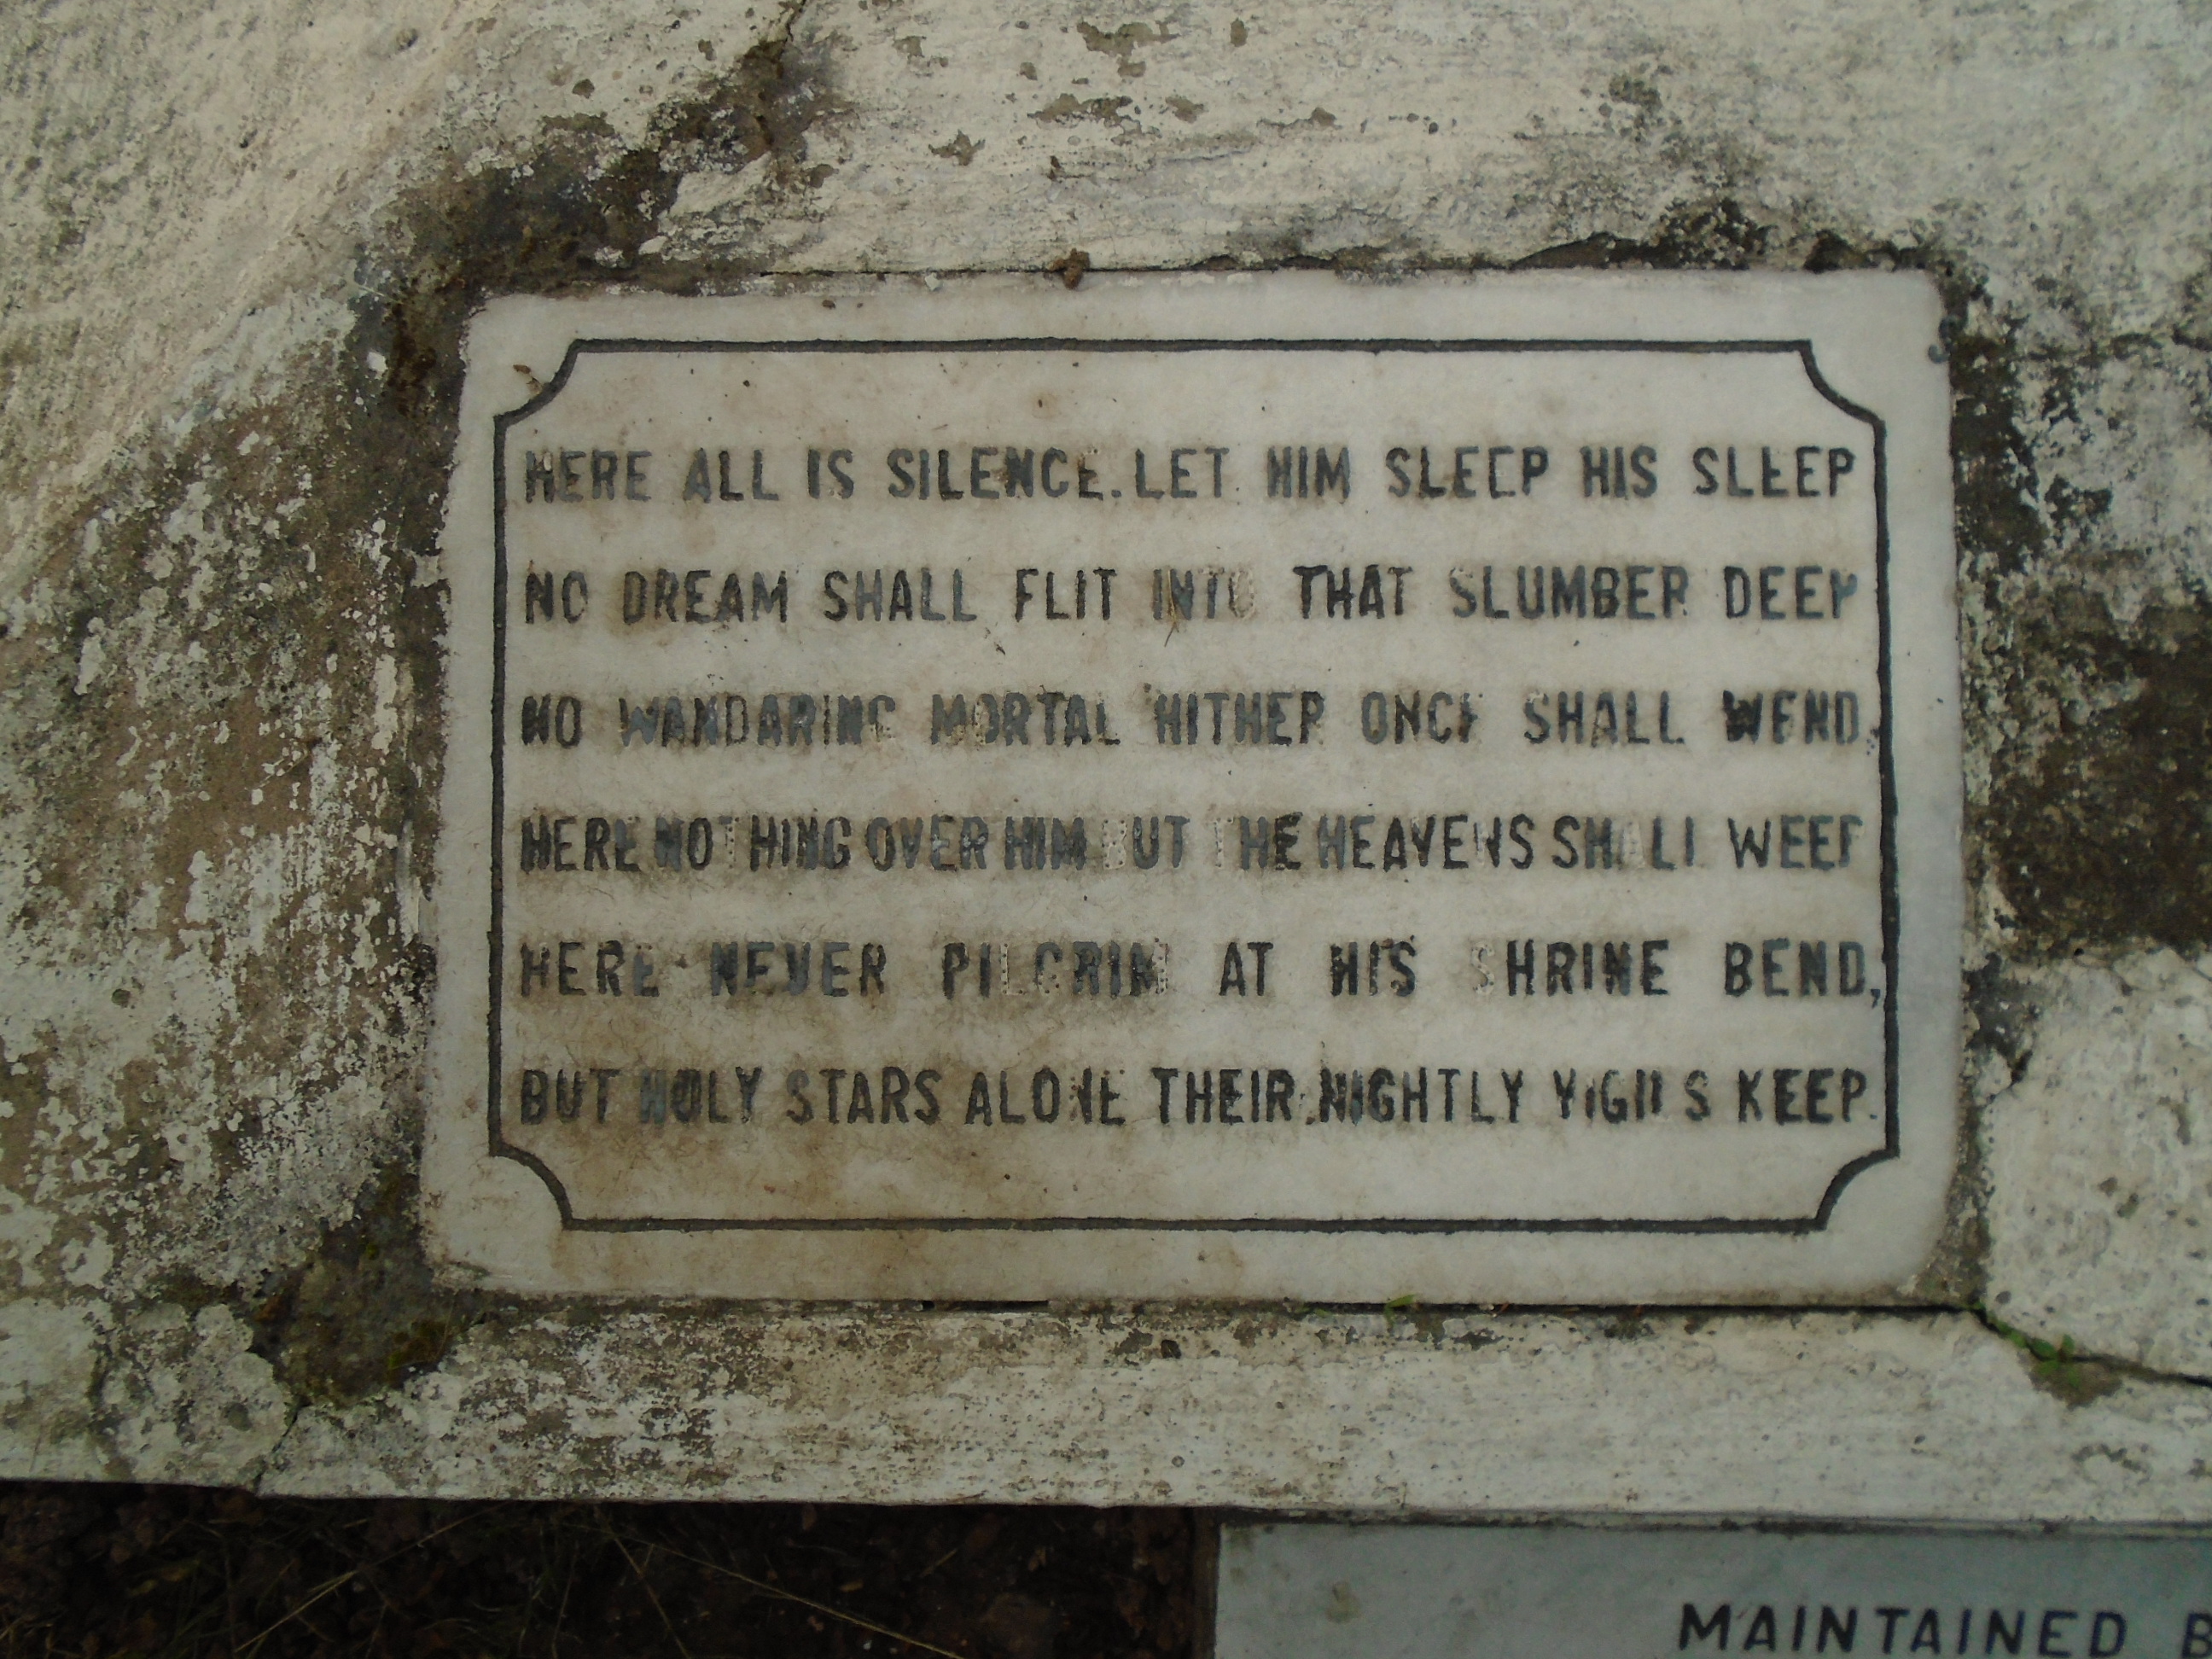 HERE ALL IS SILENCE. LET HIM SLEEP HIS SLEEP
NO DREAM SHALL FLIT INTO THAT SLUMBER DEEP
NO WANDARING MORTAL HITHER ONCE SHALL WEND,
HERE NOTHING OVER HIM BUT THE HEAVENS SHALL WEEP
HERE NEVER PILGRIM AT HIS SHRINE BEND,
BUT HOLY STARS ALONE THEIR NIGHTLY VIGILS KEEP.
MAINTAINED